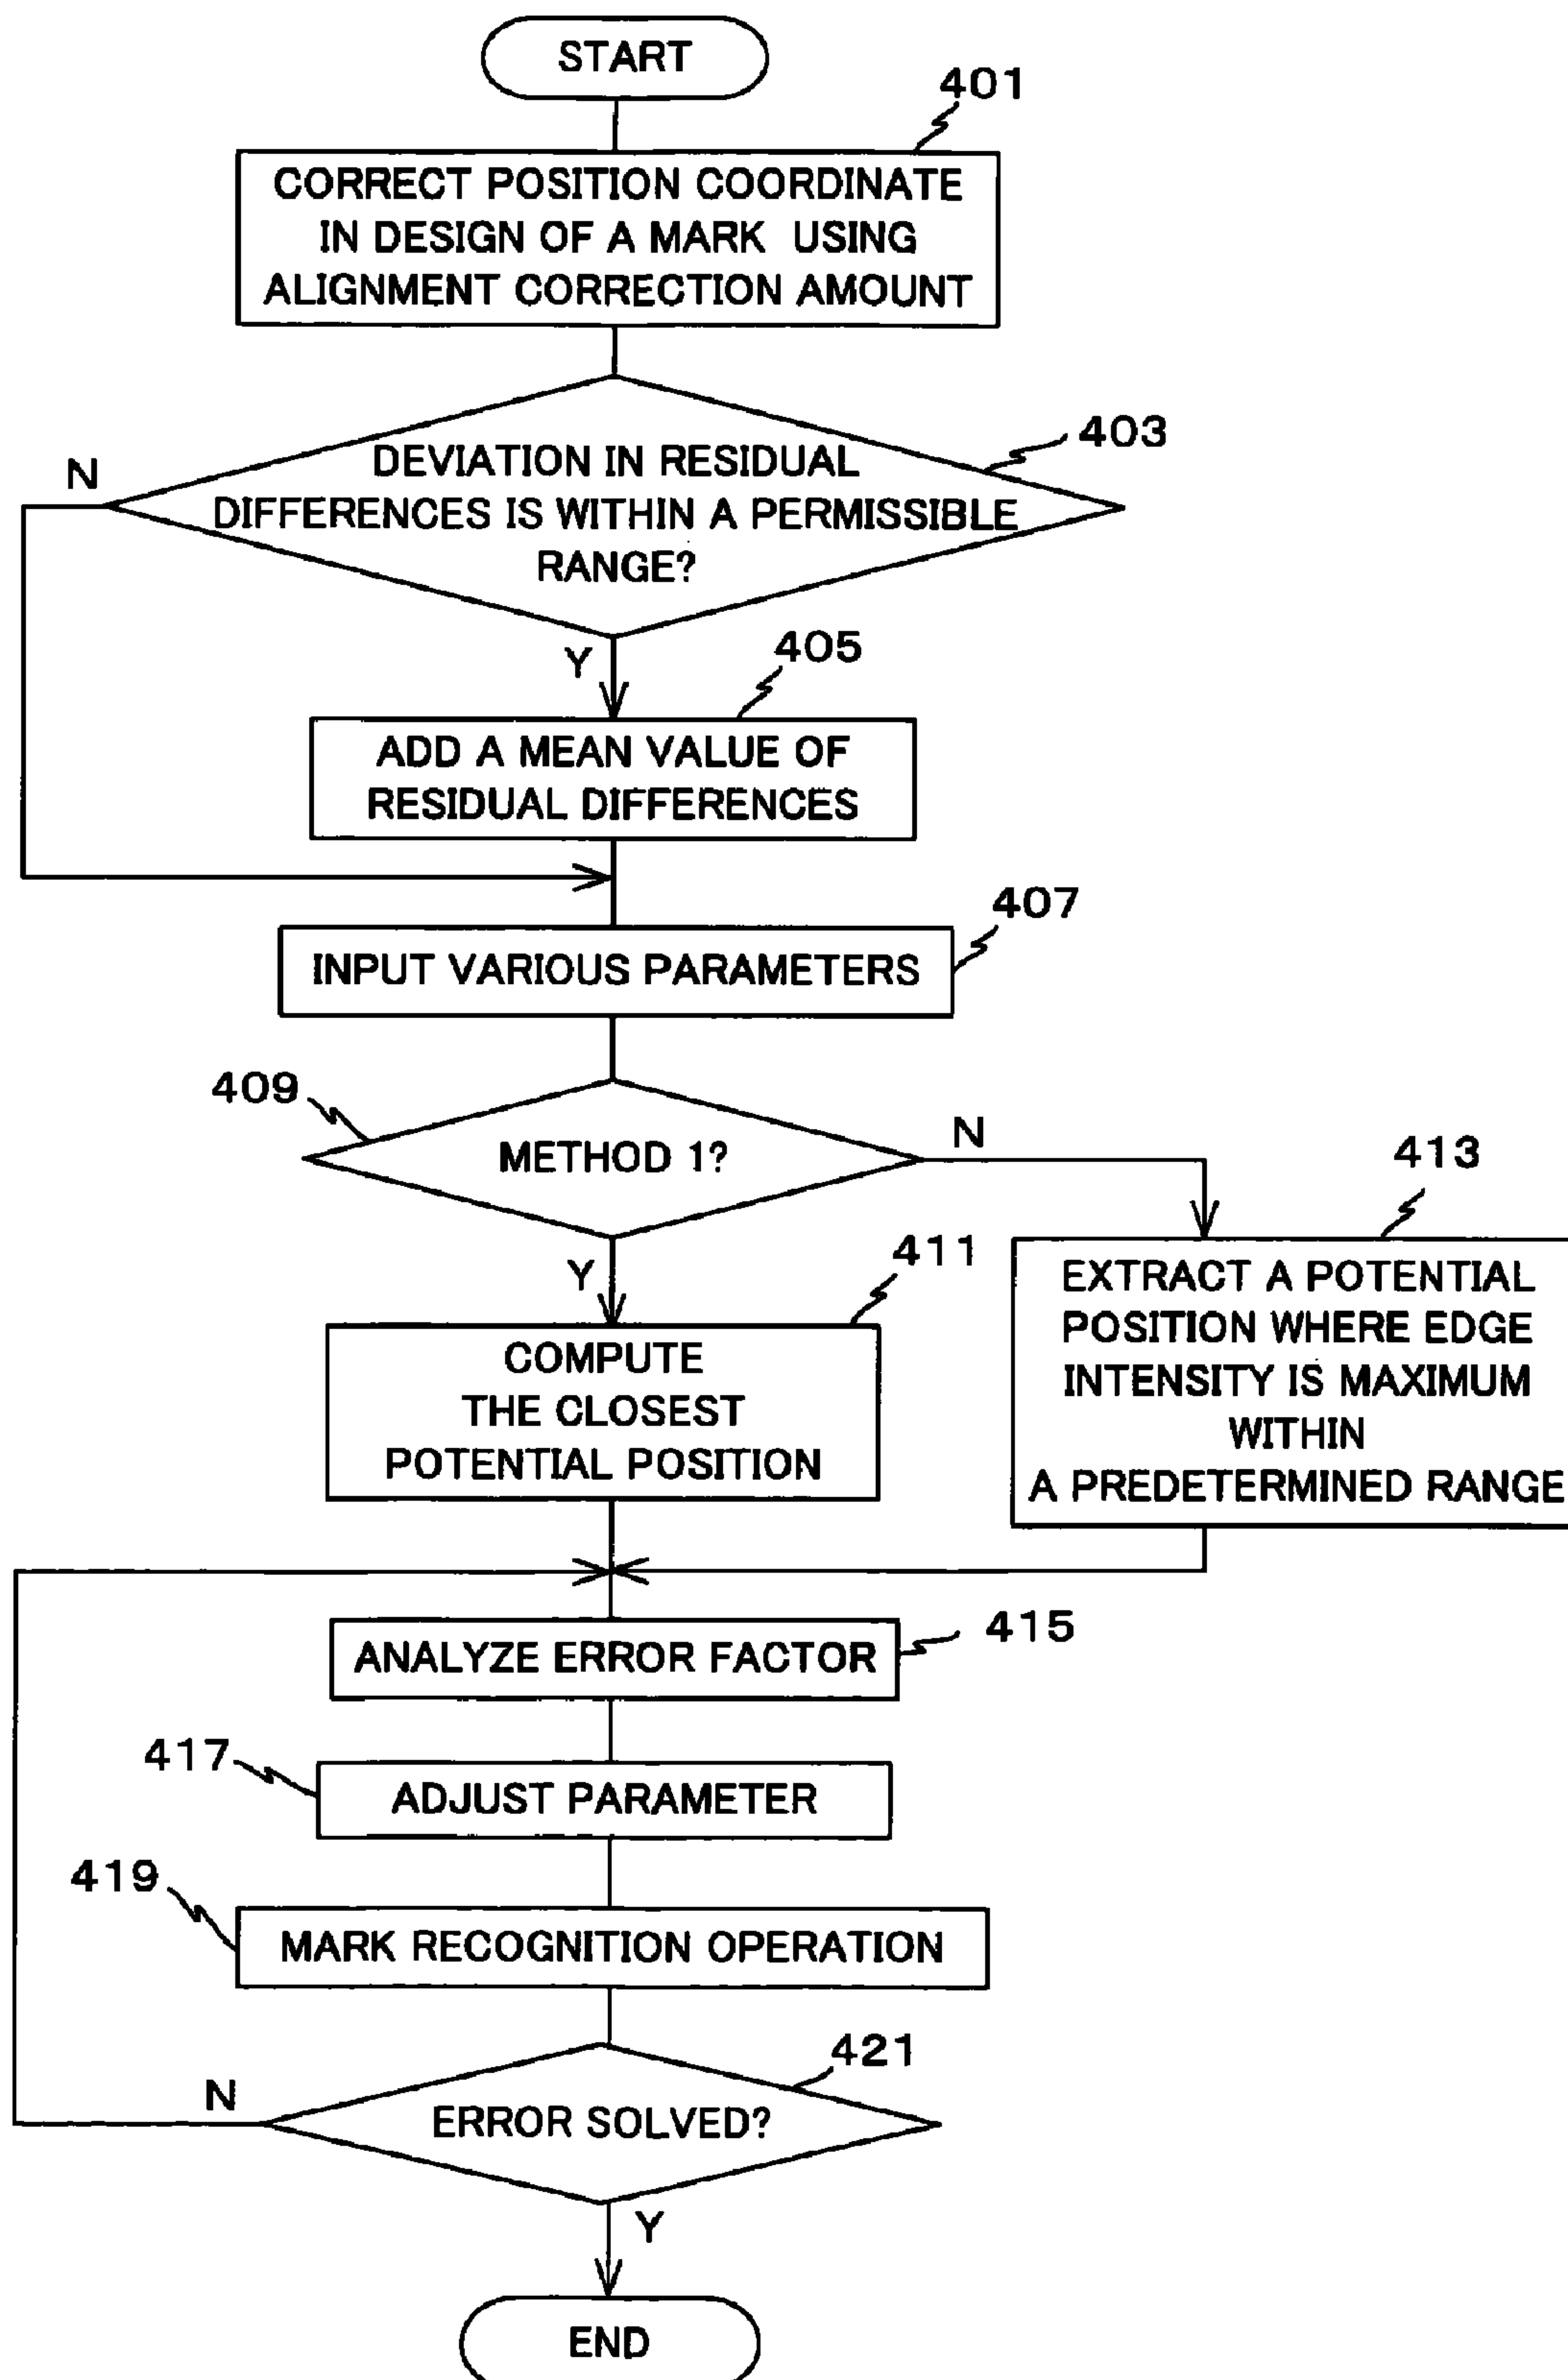 START
401
CORRECT POSITION COORDINATE
IN DESIGN OF A MARK USING
ALIGNMENT CORRECTION AMOUNT
403
N
DEVIATION IN RESIDUAL
DIFFERENCES IS WITHIN A PERMISSIBLE
RANGE?
Y
405
ADD A MEAN VALUE OF
RESIDUAL DIFFERENCES
407
INPUT VARIOUS PARAMETERS
409
METHOD 1?
N
413
Y
411
COMPUTE
THE CLOSEST
POTENTIAL POSITION
EXTRACT A POTENTIAL
POSITION WHERE EDGE
INTENSITY IS MAXIMUM
WITHIN
A PREDETERMINED RANGE
415
ANALYZE ERROR FACTOR
417
ADJUST PARAMETER
419
MARK RECOGNITION OPERATION
421
N
ERROR SOLVED?
Y
END